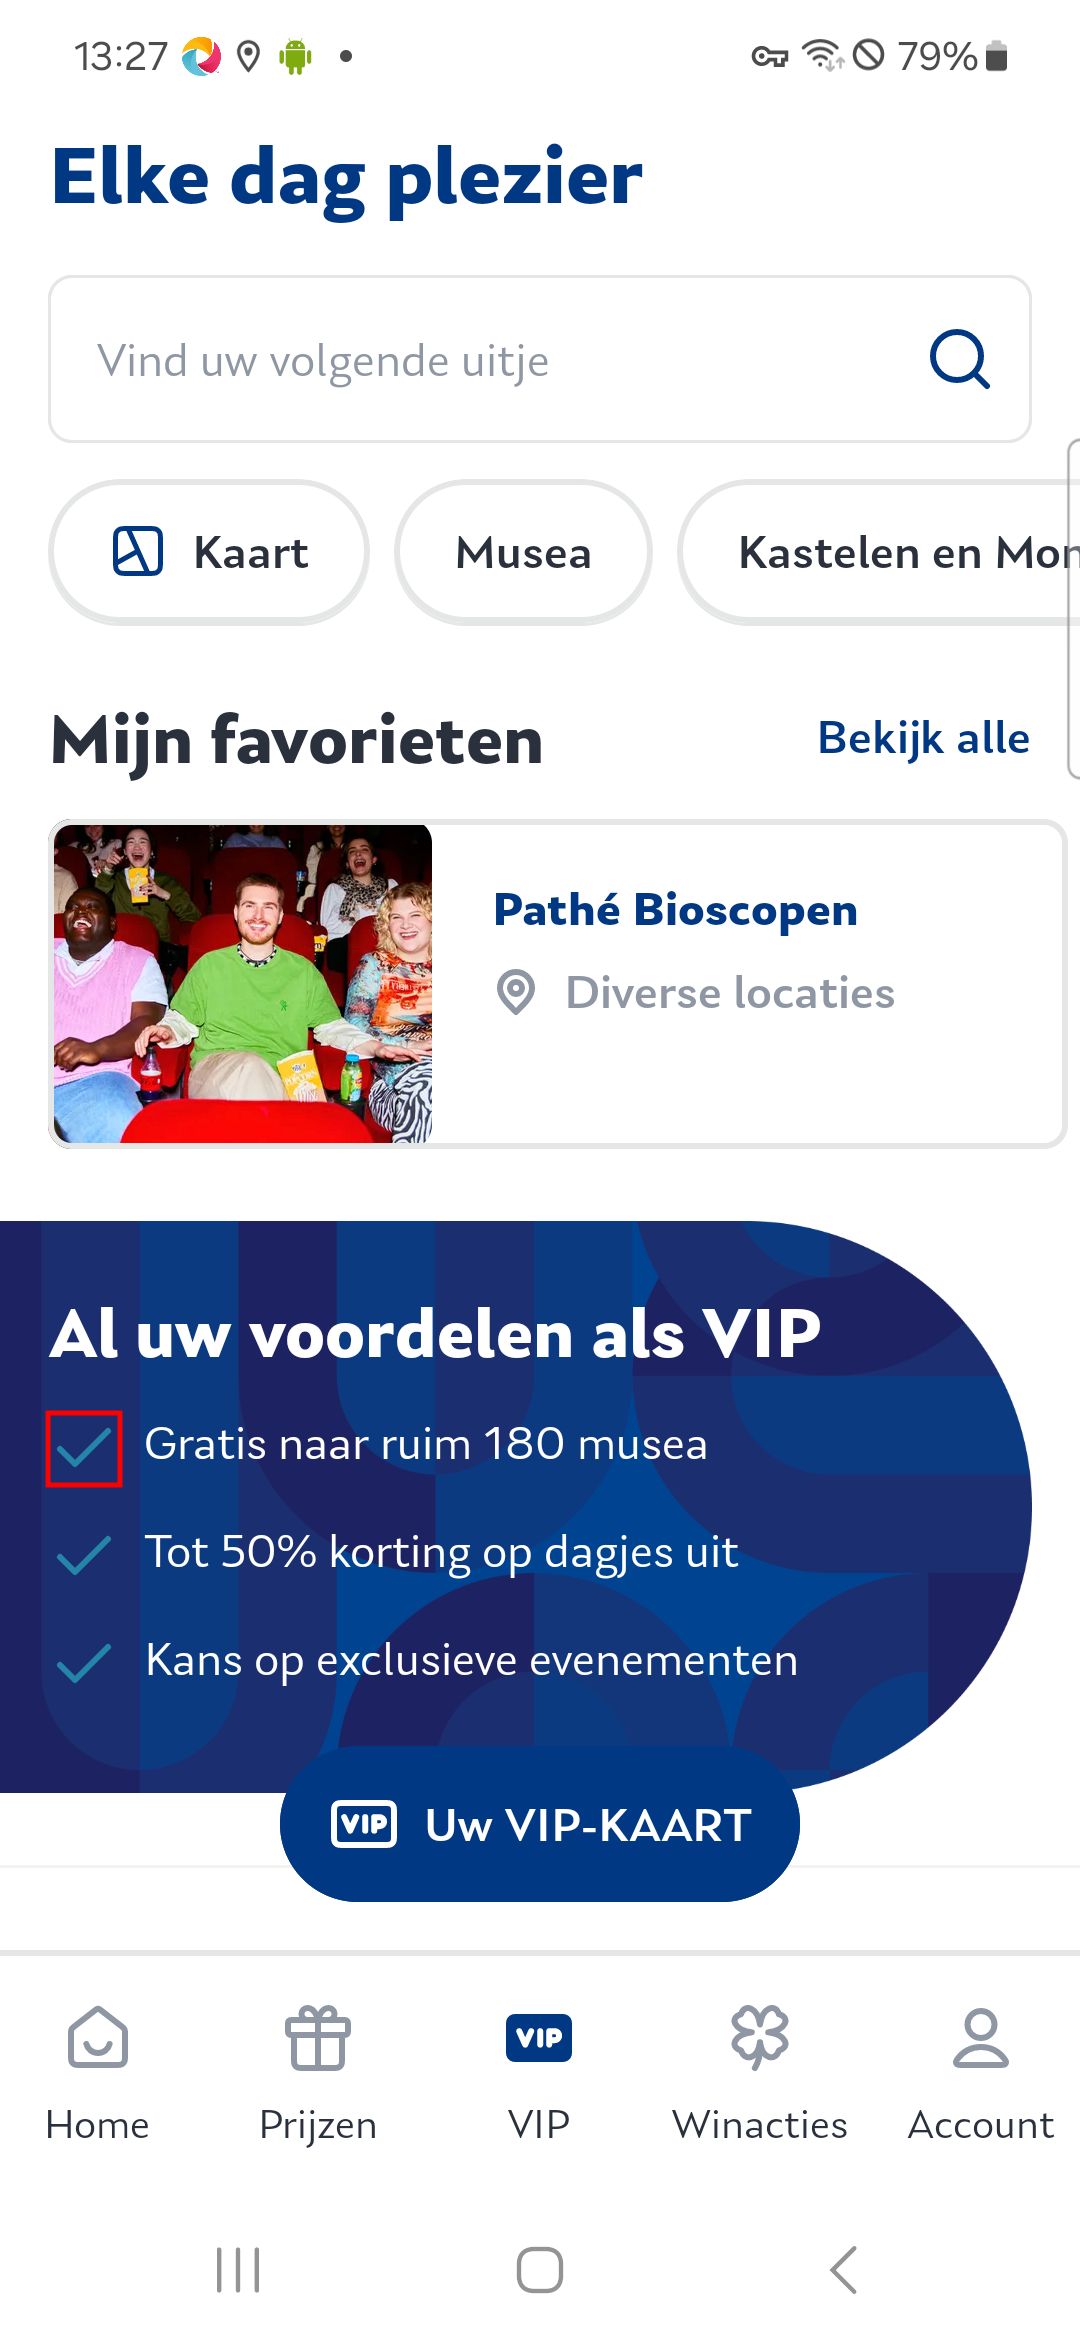 13:27
79%
Elke dag plezier
Vind uw volgende uitje
Kaart
Musea
Kastelen en Mon
Mijn favorieten
Bekijk alle
Pathé Bioscopen
Diverse locaties
Al uw voordelen als VIP
Gratis naar ruim 180 musea
Tot 50% korting op dagjes uit
Kans op exclusieve evenementen
VIP Uw VIP-KAART
VIP
Home
Prijzen
VIP
Winacties
Account